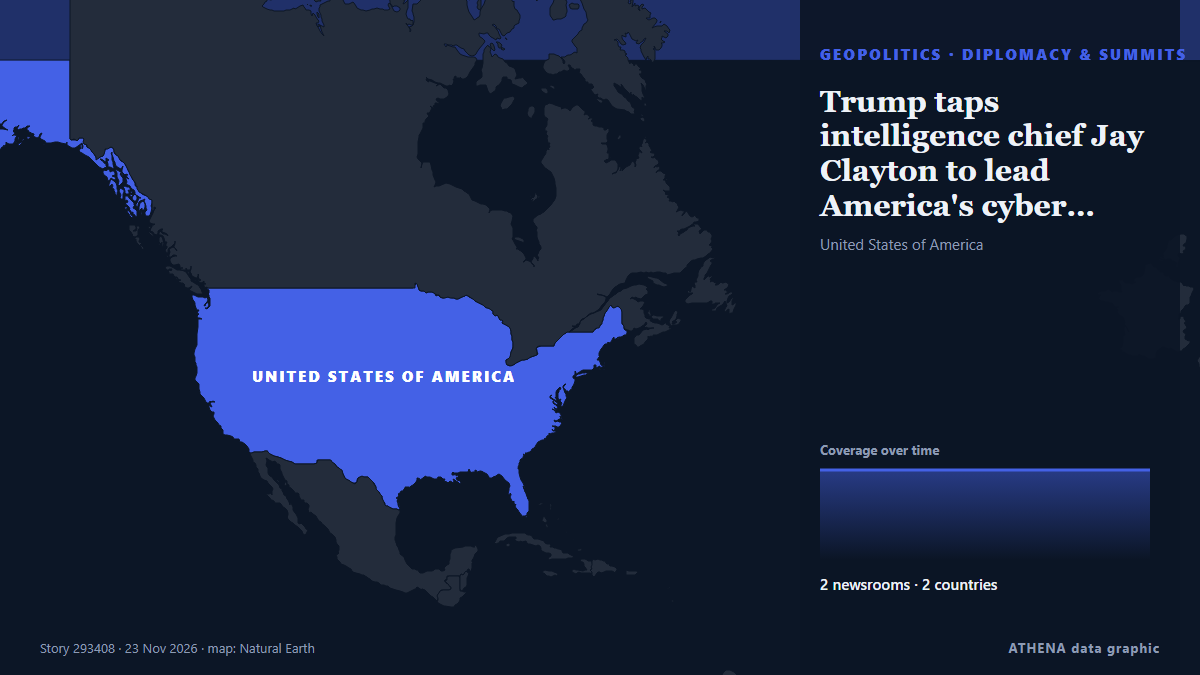 GEOPOLITICS · DIPLOMACY & SUMMITS
Trump taps
intelligence chief Jay
Clayton to lead
America's cyber...
United States of America
UNITED STATES OF AMERICA
Coverage over time
2 newsrooms · 2 countries
Story 293408 · 23 Nov 2026 · map: Natural Earth
ATHENA data graphic